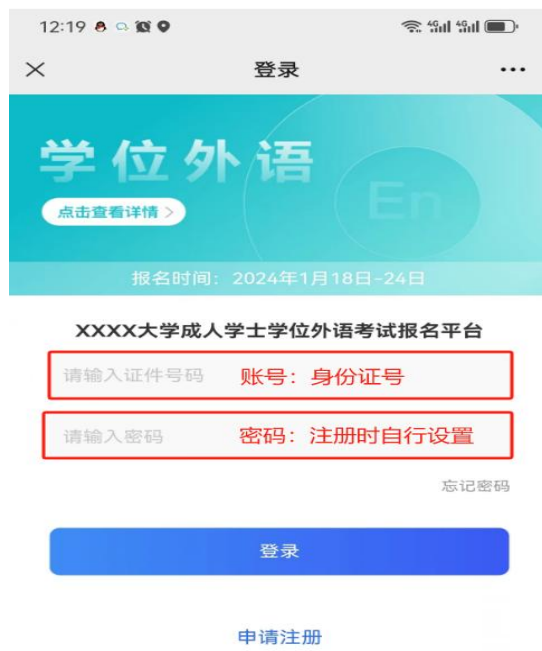 12:19
登录
学位外语
En
点击查看详情 >
报名时间：2024年1月18日-24日
XXXX大学成人学士学位外语考试报名平台
请输入证件号码 账号：身份证号
请输入密码 密码：注册时自行设置
忘记密码
登录
申请注册